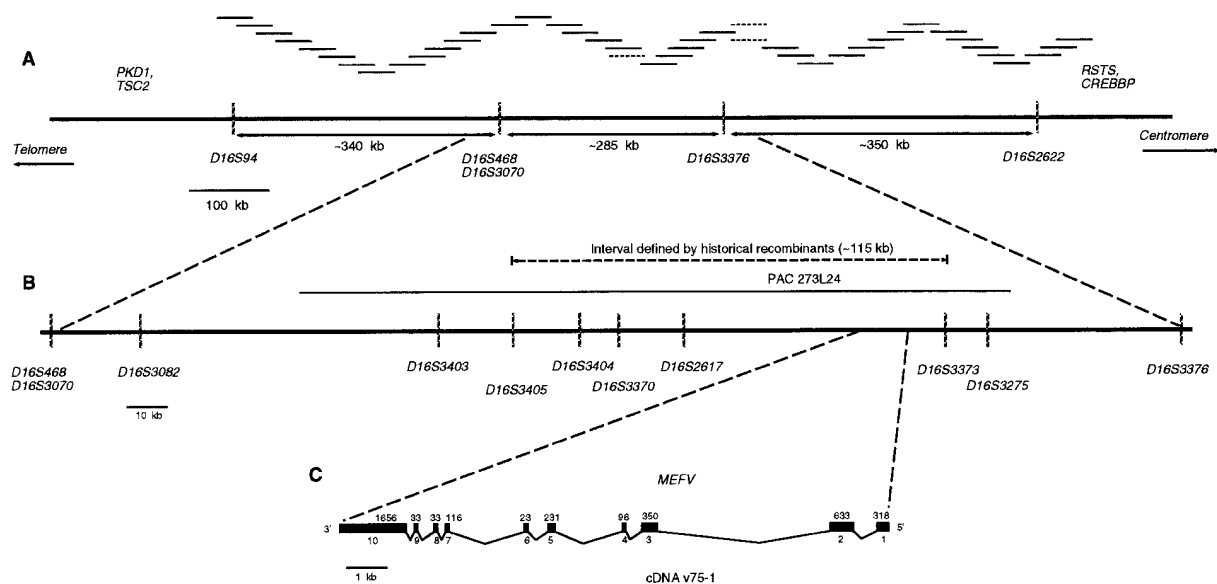 A
PKD1,
TSC2
RSTS,
CREBBP
Telomere
~340 kb
~285 kb
~350 kb
Centromere
D16S94
D16S468
D16S3070
D16S3376
D16S2622
100 kb
Interval defined by historical recombinants (~115 kb)
B
PAC 273L24
D16S468
D16S3070
D16S3082
D16S3403
D16S3405
D16S3404
D16S3370
D16S2617
D16S3373
D16S3275
D16S3376
10 kb
C
MEFV
1656 33 33 116 23 231 96 350 633 318
3' 5'
10 9 8 7 6 5 4 3 2 1
1 kb
cDNA v75-1